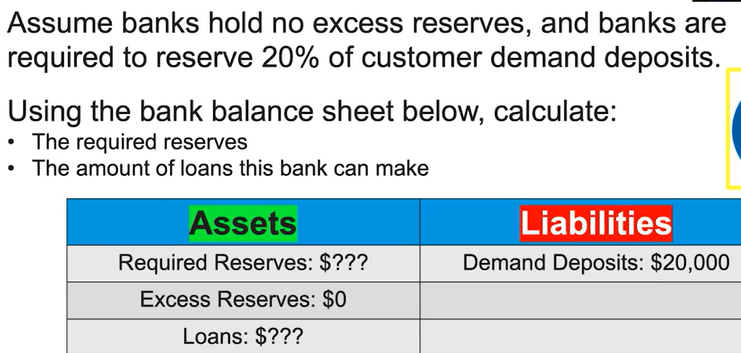 Assume banks hold no excess reserves, and banks are
required to reserve 20% of customer demand deposits.
Using the bank balance sheet below, calculate:
• The required reserves
• The amount of loans this bank can make
Assets Liabilities
Required Reserves: $??? Demand Deposits: $20,000
Excess Reserves: $0
Loans: $???